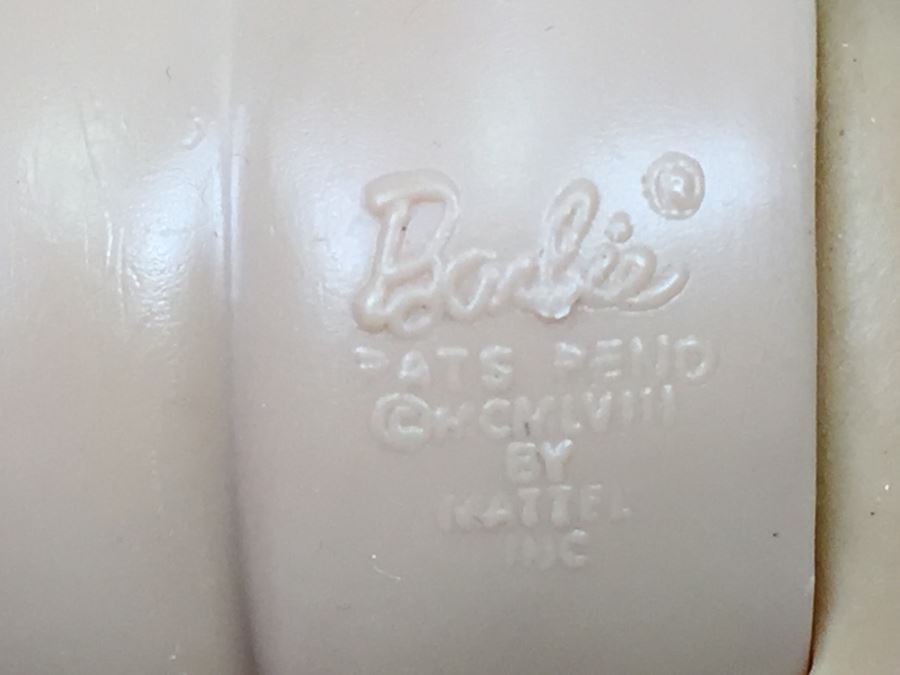 Barbie®
PATS PEND
©MCMLVIII
BY
MATTEL
INC